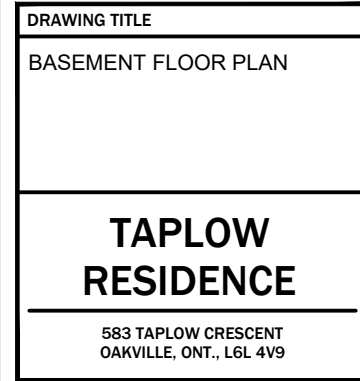 DRAWING TITLE
BASEMENT FLOOR PLAN
TAPLOW
RESIDENCE
583 TAPLOW CRESCENT
OAKVILLE, ONT., L6L 4V9